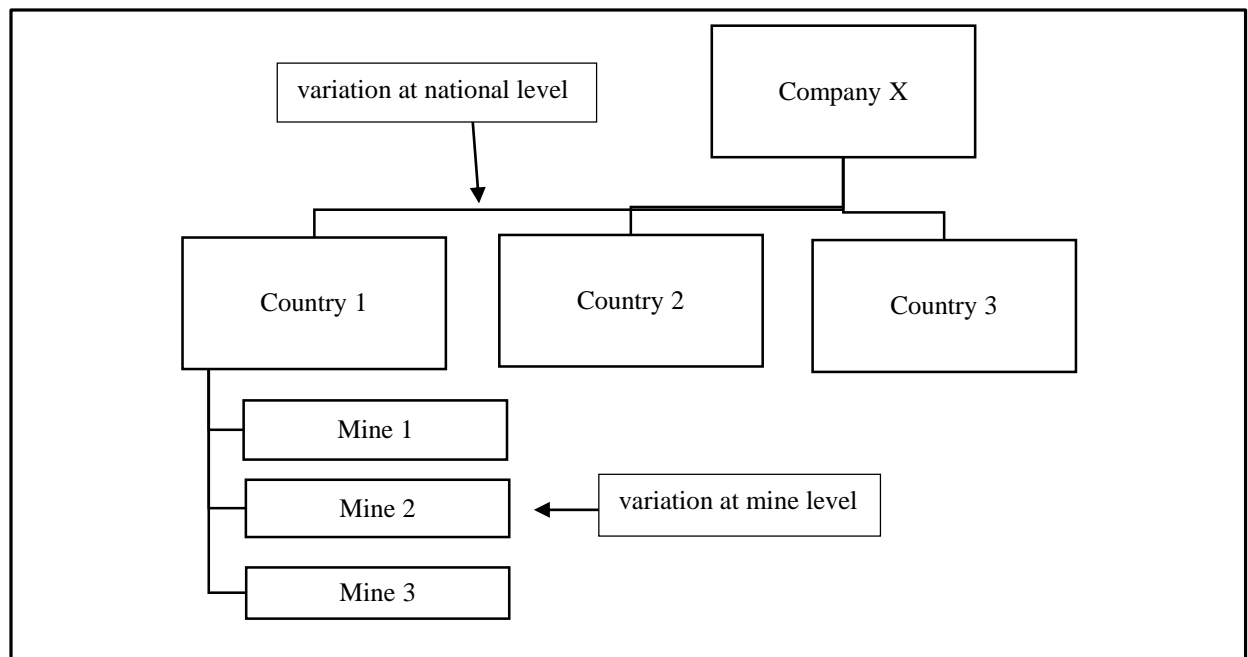 Company X
variation at national level
Country 1
Country 2
Country 3
Mine 1
Mine 2
variation at mine level
Mine 3